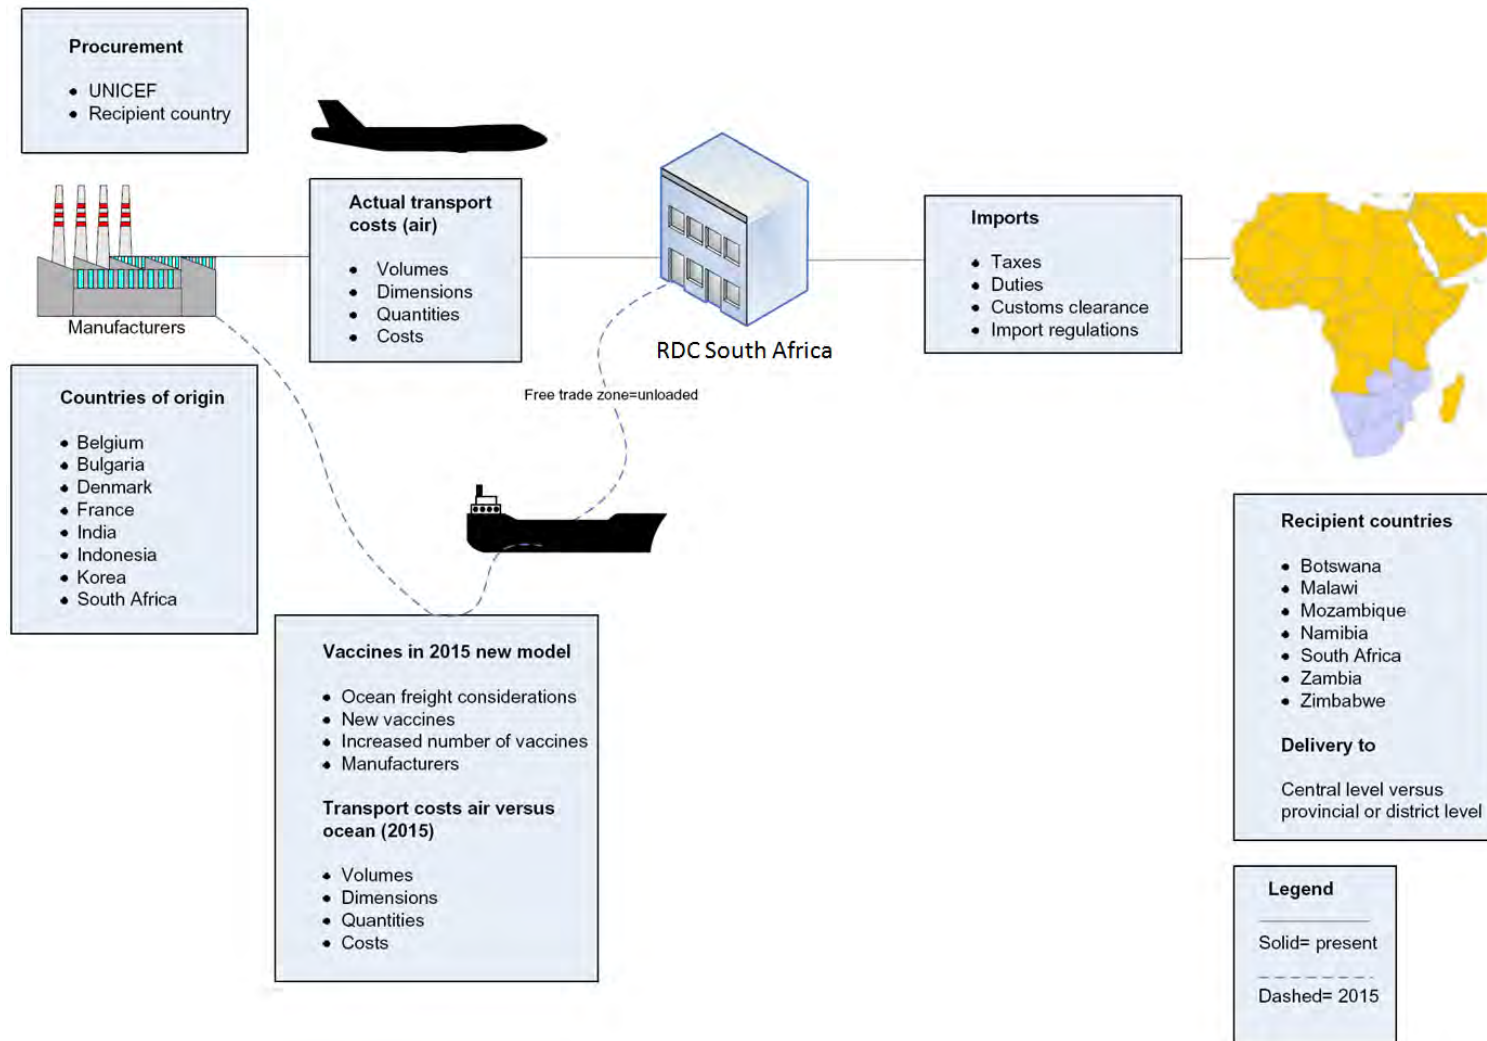 Procurement
• UNICEF
• Recipient country
Manufacturers
Actual transport
costs (air)
• Volumes
• Dimensions
• Quantities
• Costs
RDC South Africa
Imports
• Taxes
• Duties
• Customs clearance
• Import regulations
Countries of origin
• Belgium
• Bulgaria
• Denmark
• France
• India
• Indonesia
• Korea
• South Africa
Free trade zone=unloaded
Vaccines in 2015 new model
• Ocean freight considerations
• New vaccines
• Increased number of vaccines
• Manufacturers
Transport costs air versus
ocean (2015)
• Volumes
• Dimensions
• Quantities
• Costs
Recipient countries
• Botswana
• Malawi
• Mozambique
• Namibia
• South Africa
• Zambia
• Zimbabwe
Delivery to
Central level versus
provincial or district level
Legend
Solid= present
Dashed= 2015